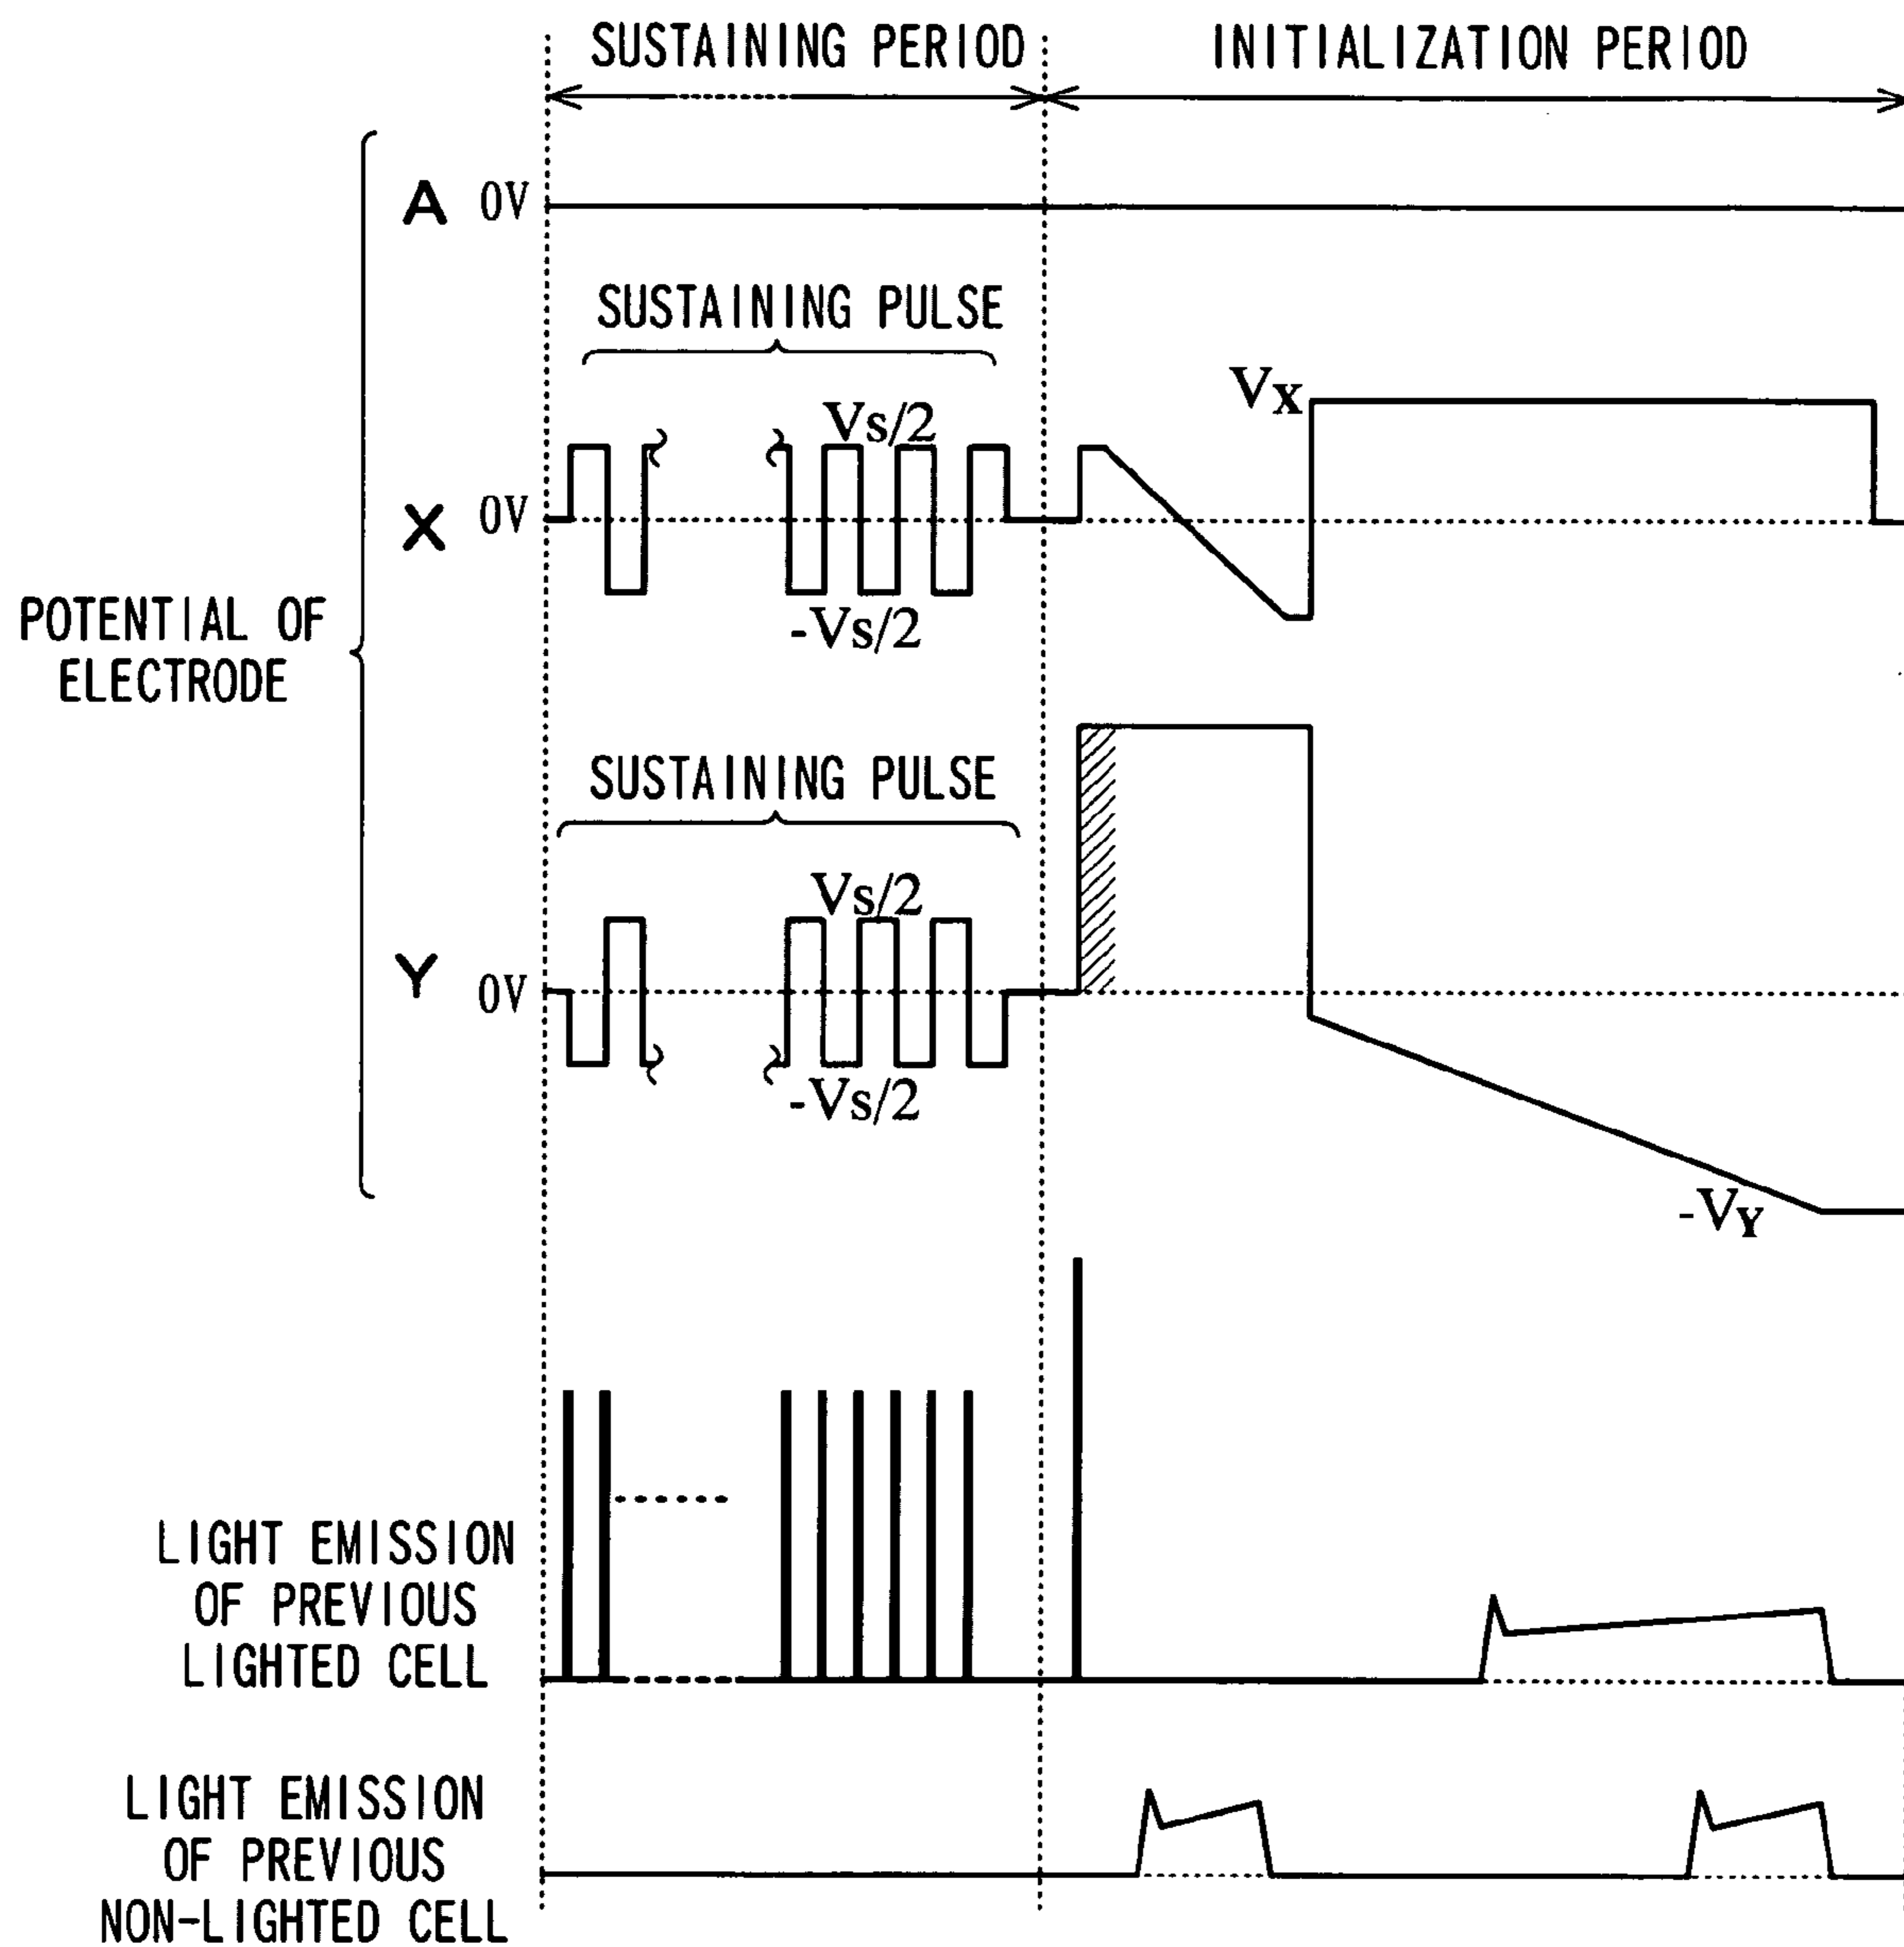 SUSTAINING PERIOD
INITIALIZATION PERIOD
A 0V
SUSTAINING PULSE
VX
Vs/2
X 0V
-Vs/2
POTENTIAL OF
ELECTRODE
SUSTAINING PULSE
Vs/2
Y 0V
-Vs/2
-VY
LIGHT EMISSION
OF PREVIOUS
LIGHTED CELL
LIGHT EMISSION
OF PREVIOUS
NON-LIGHTED CELL